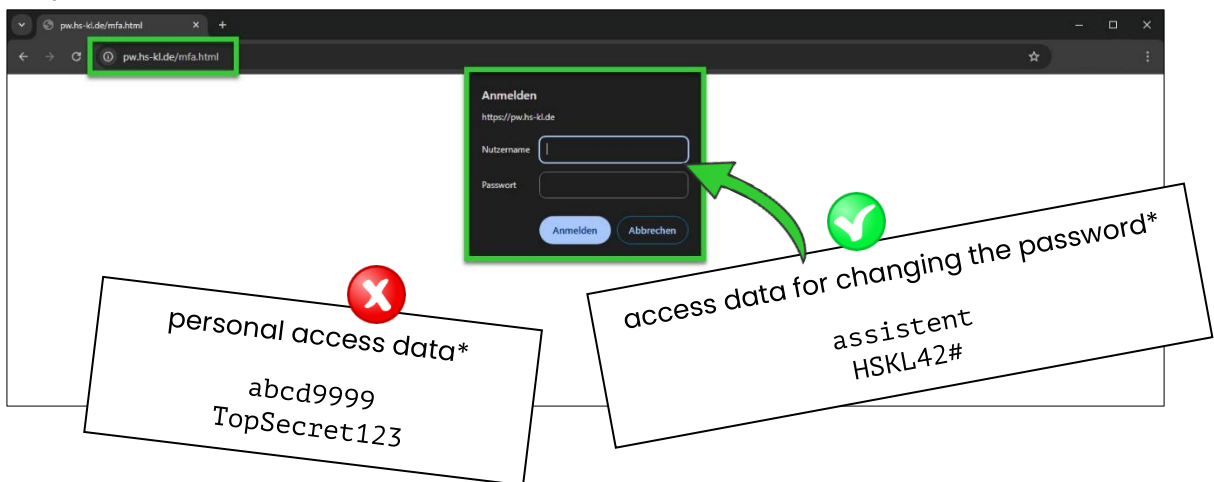 pw.hs-kl.de/mfa.html
pw.hs-kl.de/mfa.html
Anmelden
https://pw.hs-kl.de
Nutzername
Passwort
Anmelden Abbrechen
personal access data*
abcd9999
TopSecret123
access data for changing the password*
assistent
HSKL42#